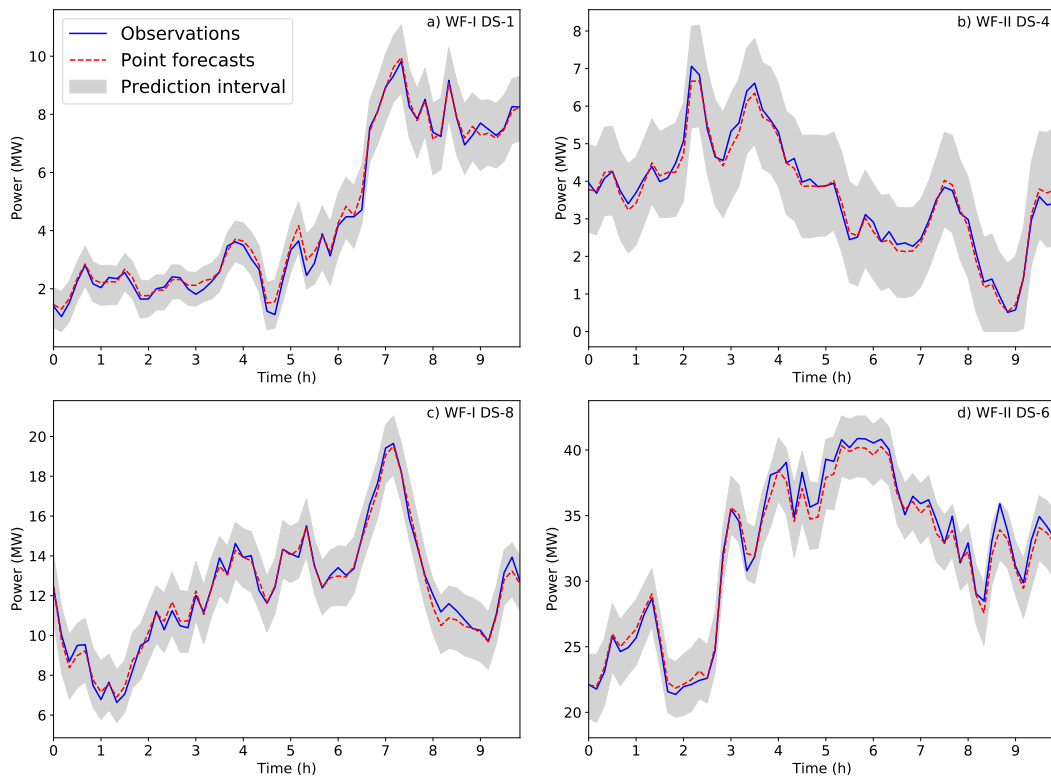 a) WF-I DS-1
Observations
Point forecasts
Prediction interval
Power (MW)
10
8
6
4
2
0 1 2 3 4 5 6 7 8 9
Time (h)
b) WF-II DS-4
Power (MW)
8
7
6
5
4
3
2
1
0
0 1 2 3 4 5 6 7 8 9
Time (h)
c) WF-I DS-8
Power (MW)
20
18
16
14
12
10
8
6
0 1 2 3 4 5 6 7 8 9
Time (h)
d) WF-II DS-6
Power (MW)
40
35
30
25
20
0 1 2 3 4 5 6 7 8 9
Time (h)